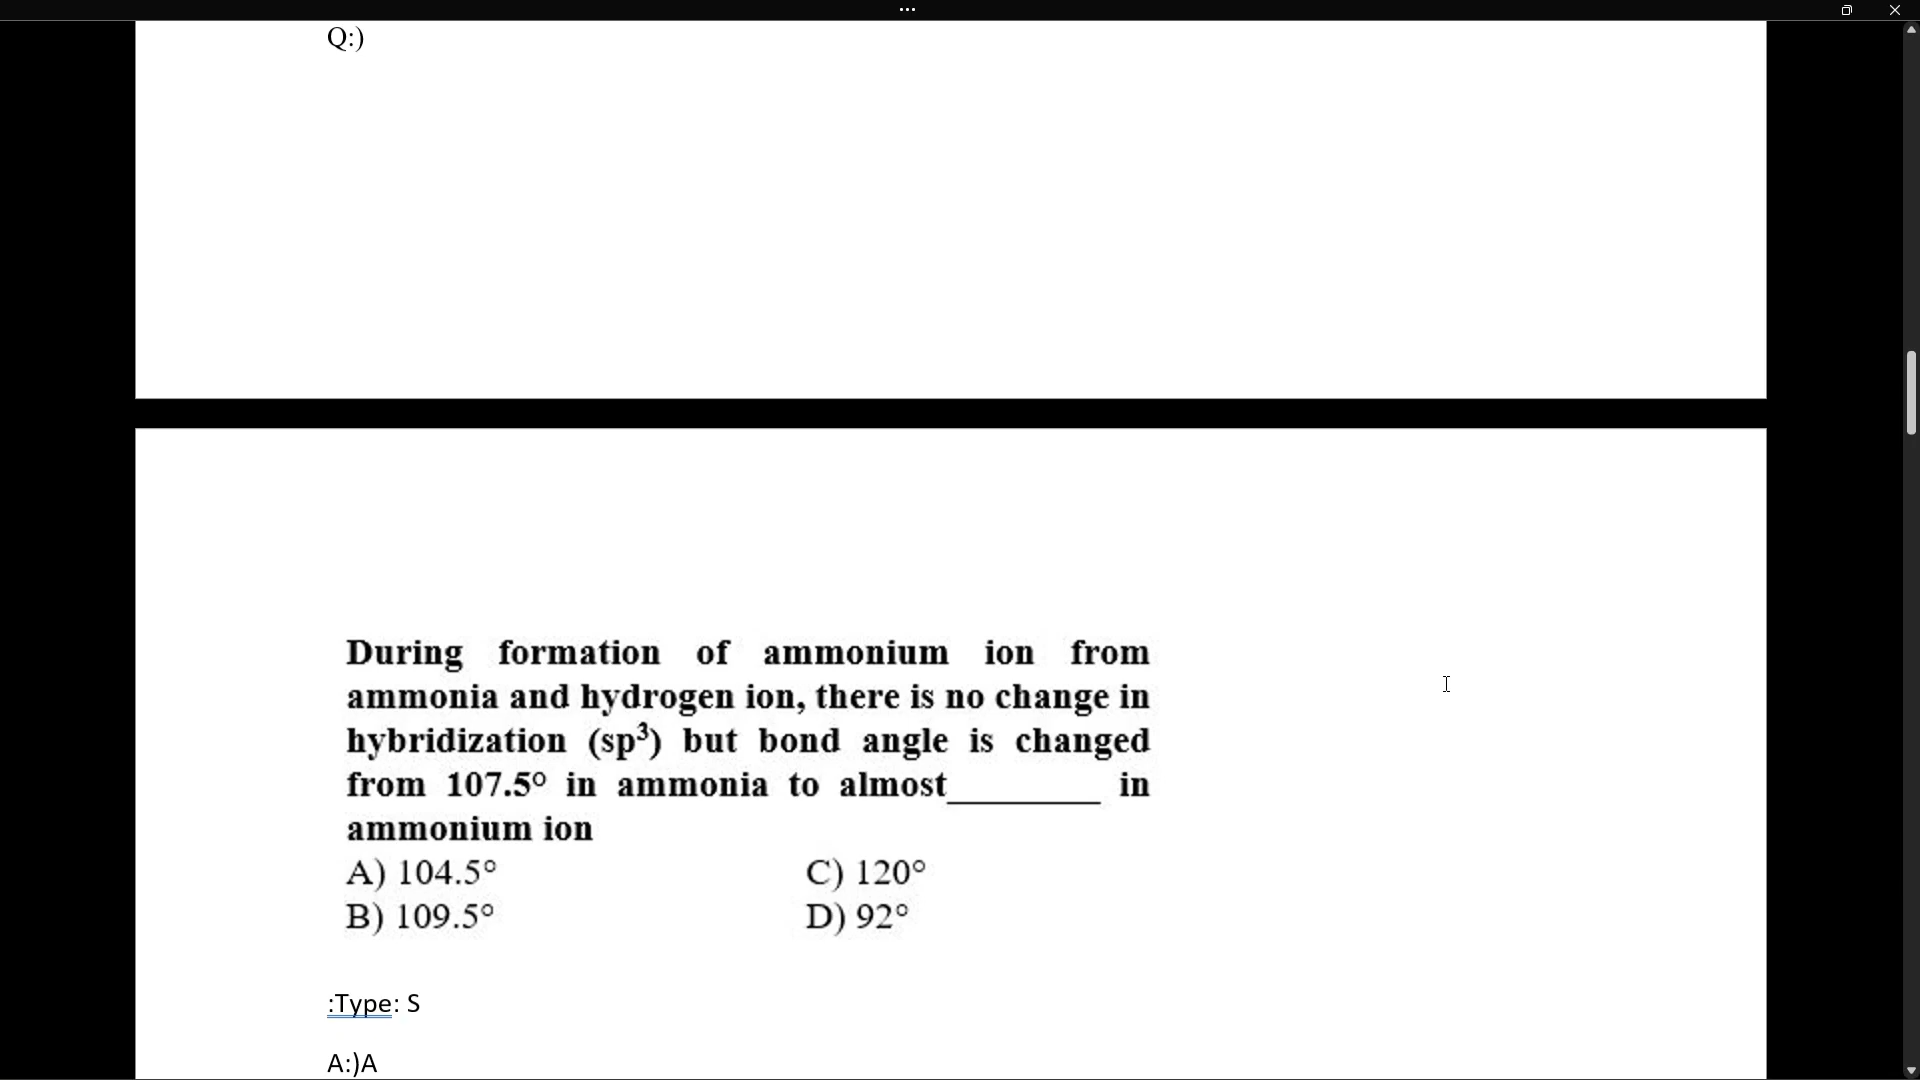 Q:)
During formation of ammonium ion from
ammonia and hydrogen ion, there is no change in
hybridization (sp³) but bond angle is changed
from 107.5° in ammonia to almost_________ in
ammonium ion
A) 104.5° C) 120°
B) 109.5° D) 92°
:Type: S
A:)A